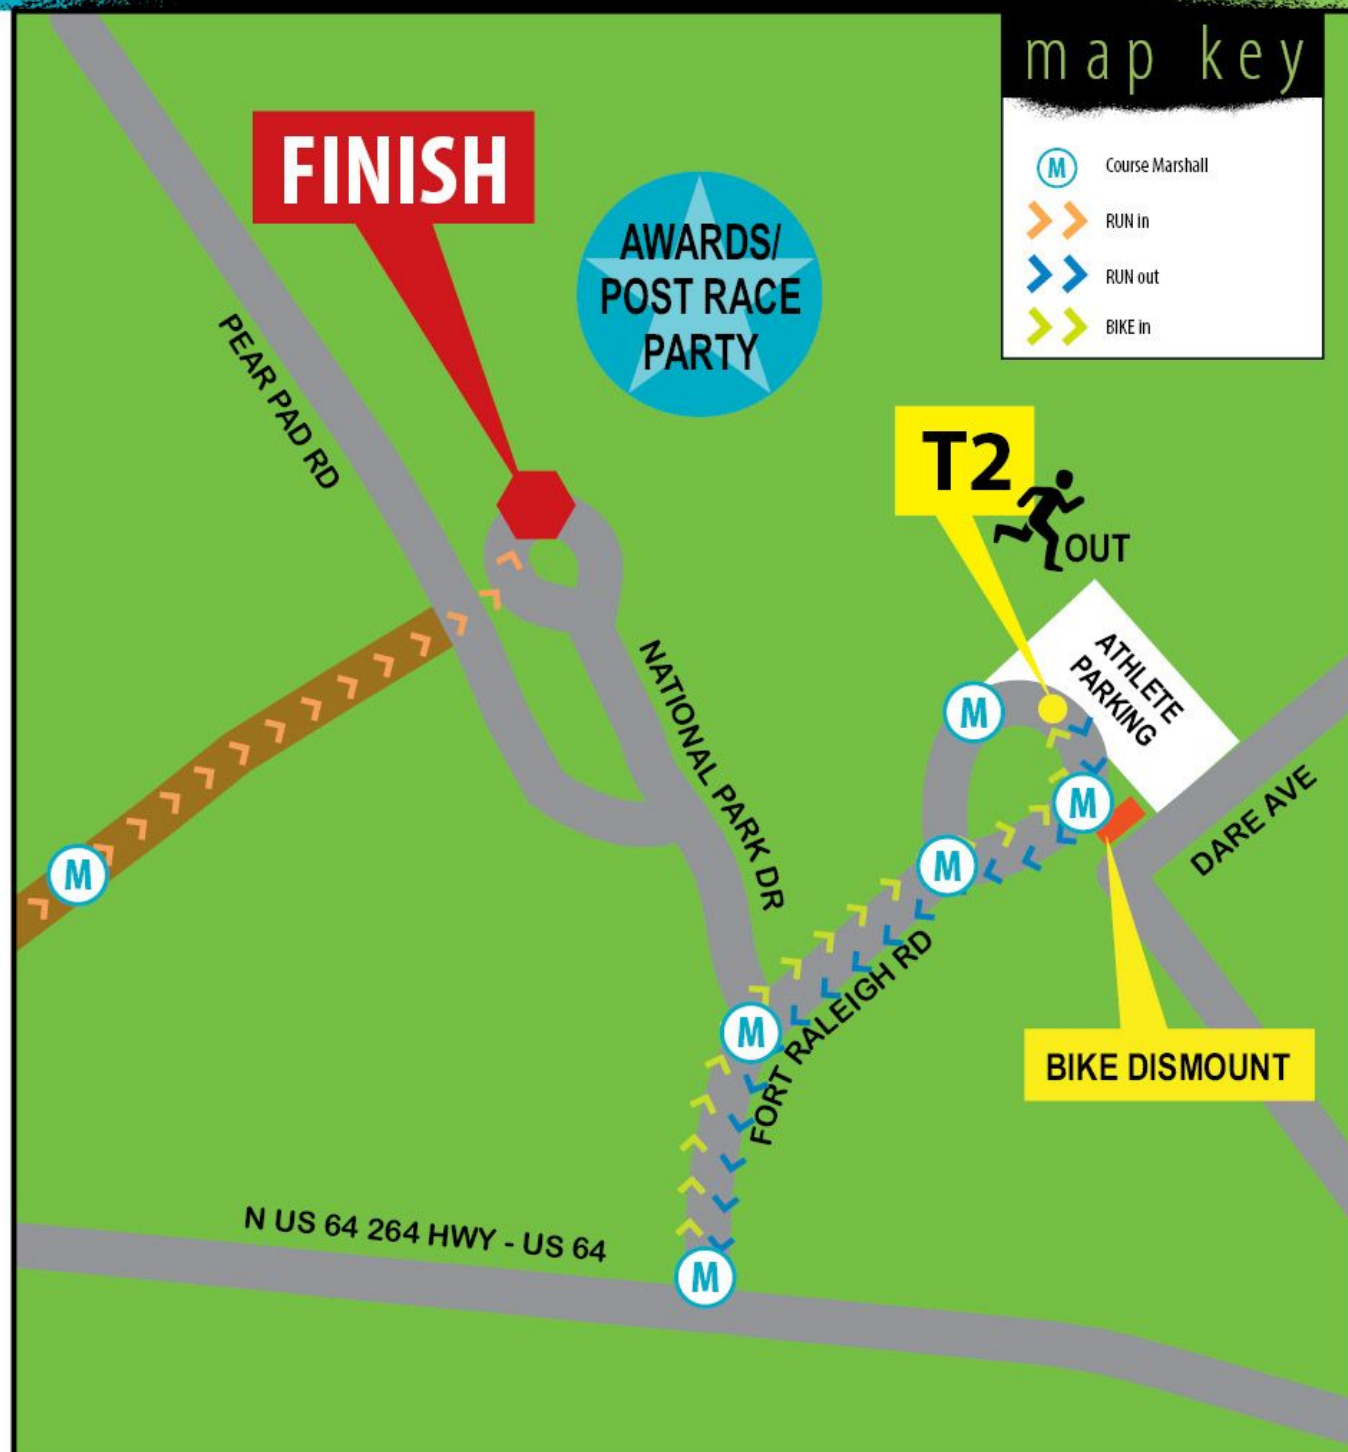 map key
M Course Marshall
RUN in
RUN out
BIKE in
FINISH
AWARDS/
POST RACE
PARTY
PEAR PAD RD
T2
OUT
ATHLETE
PARKING
NATIONAL PARK DR
DARE AVE
M
M
M
M
M
FORT RALEIGH RD
M
BIKE DISMOUNT
N US 64 264 HWY - US 64